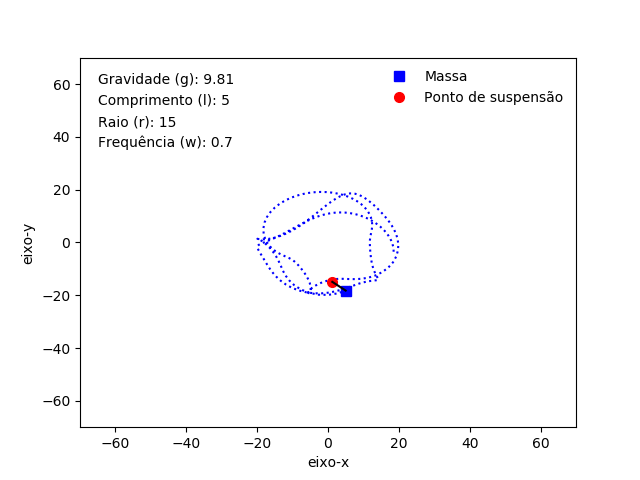 Gravidade (g): 9.81
Comprimento (l): 5
Raio (r): 15
Frequência (w): 0.7
Massa
Ponto de suspensão
60
40
20
0
−20
−40
−60
eixo-y
−60 −40 −20 0 20 40 60
eixo-x